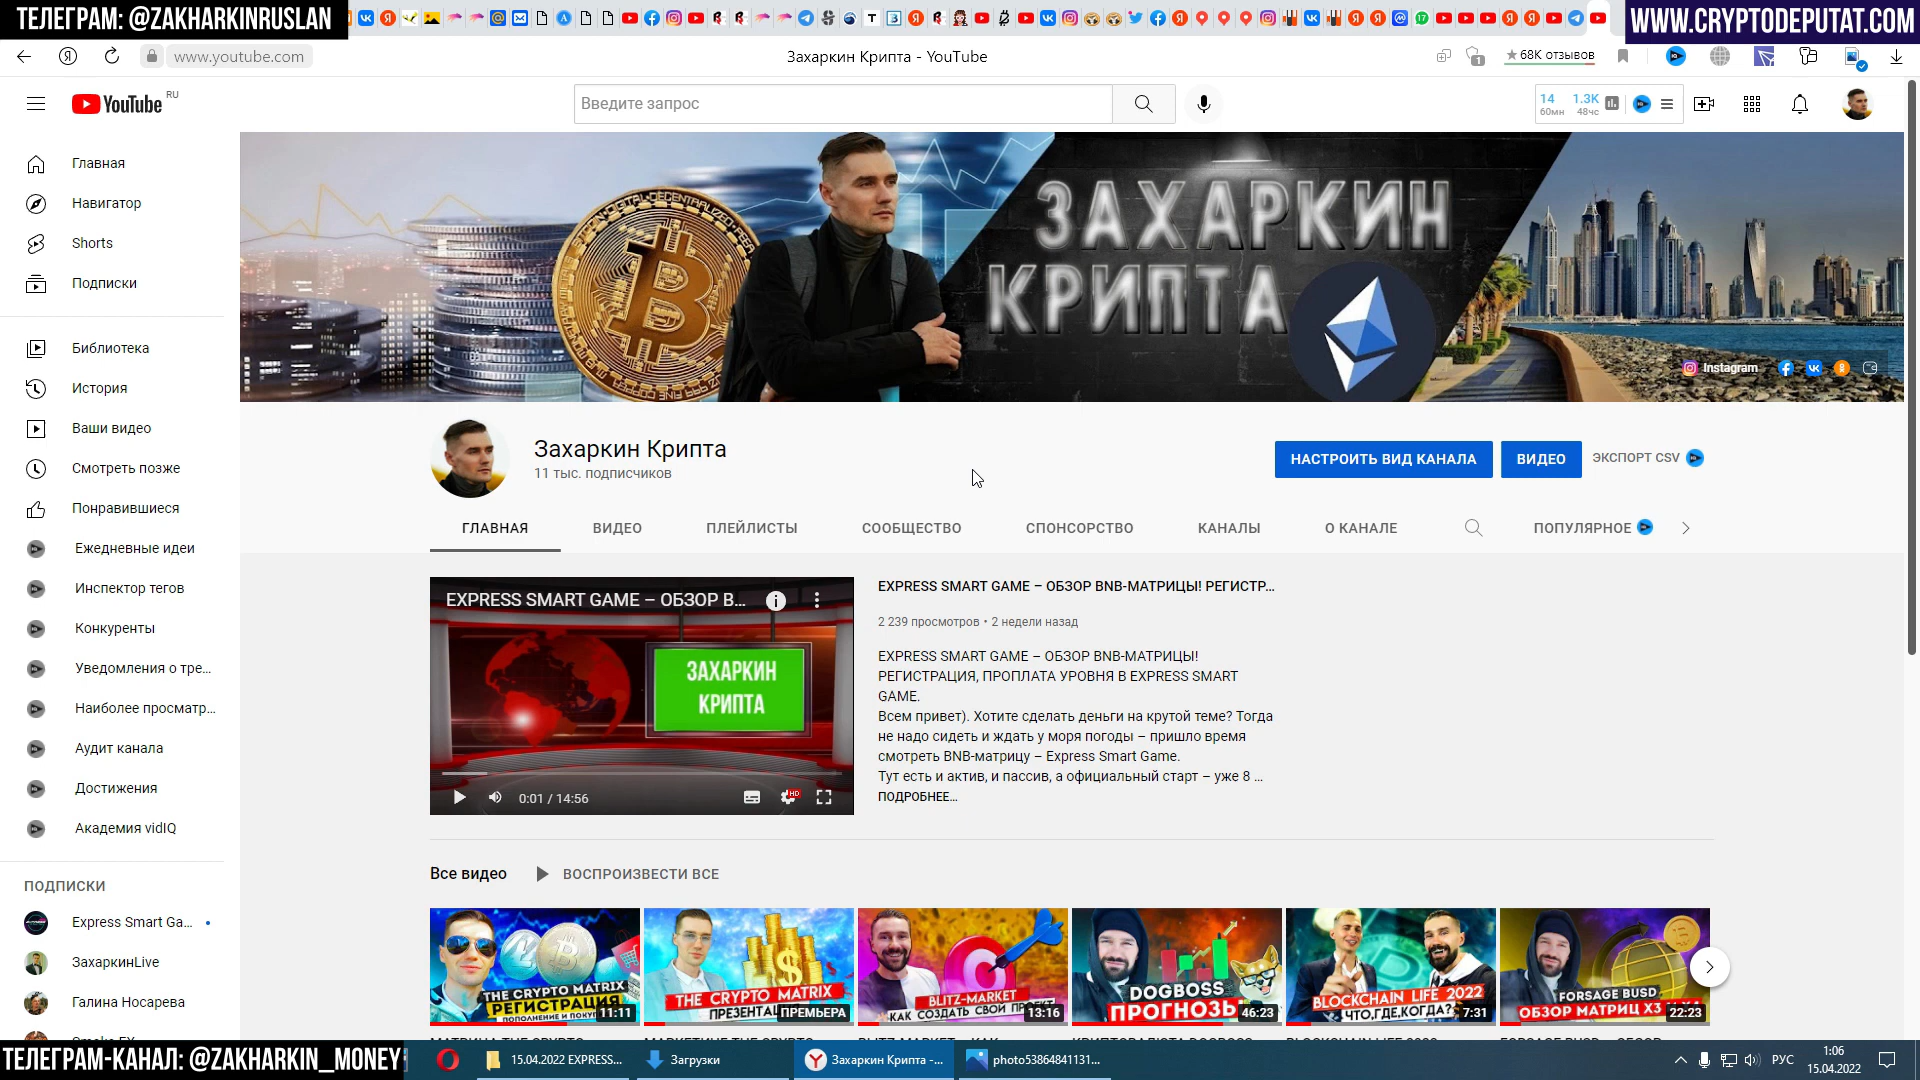 ТЕЛЕГРАМ: @ZAKHARKINRUSLAN
WWW.CRYPTODEPUTAT.COM
www.youtube.com
Захаркин Крипта - YouTube
★68K отзывов
YouTube RU
Введите запрос
14
60мн
1.3K
48чс
Главная
Навигатор
Shorts
Подписки
Библиотека
История
Ваши видео
Смотреть позже
Понравившиеся
Ежедневные идеи
Инспектор тегов
Конкуренты
Уведомления о тре...
Наиболее просматр...
Аудит канала
Достижения
Академия vidIQ
ПОДПИСКИ
Express Smart Ga...
ЗахаркинLive
Галина Носарева
ЗАХАРКИН
КРИПТА
Instagram
Захаркин Крипта
11 тыс. подписчиков
НАСТРОИТЬ ВИД КАНАЛА
ВИДЕО
ЭКСПОРТ CSV
ГЛАВНАЯ
ВИДЕО
ПЛЕЙЛИСТЫ
СООБЩЕСТВО
СПОНСОРСТВО
КАНАЛЫ
О КАНАЛЕ
ПОПУЛЯРНОЕ
EXPRESS SMART GAME – ОБЗОР В...
ЗАХАРКИН
КРИПТА
0:01 / 14:56
HD
EXPRESS SMART GAME – ОБЗОР BNB-МАТРИЦЫ! РЕГИСТР...
2 239 просмотров • 2 недели назад
EXPRESS SMART GAME – ОБЗОР BNB-МАТРИЦЫ!
РЕГИСТРАЦИЯ, ПРОПЛАТА УРОВНЯ В EXPRESS SMART
GAME.
Всем привет). Хотите сделать деньги на крутой теме? Тогда
не надо сидеть и ждать у моря погоды – пришло время
смотреть BNB-матрицу – Express Smart Game.
Тут есть и актив, и пассив, а официальный старт – уже 8 ...
ПОДРОБНЕЕ...
Все видео
ВОСПРОИЗВЕСТИ ВСЕ
THE CRYPTO MATRIX
РЕГИСТРАЦИЯ
11:11
THE CRYPTO MATRIX
ПРЕМЬЕРА
BLITZ-MARKET
КАК СОЗДАТЬ СВОЙ ПРОЕКТ
13:16
DOGBOSS
ПРОГНОЗЫ
46:23
BLOCKCHAIN LIFE 2022
ЧТО,ГДЕ,КОГДА?
7:31
FORSAGE BUSD
ОБЗОР МАТРИЦ X3
22:23
ТЕЛЕГРАМ-КАНАЛ: @ZAKHARKIN_MONEY
15.04.2022 EXPRESS...
Загрузки
Захаркин Крипта -...
photo53864841131...
РУС
1:06
15.04.2022